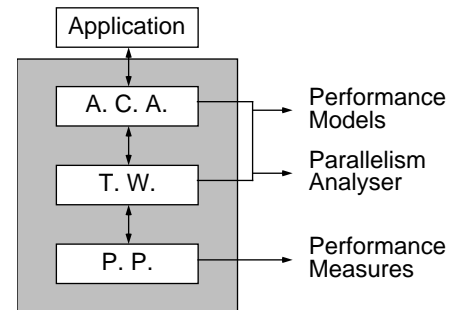 Application
A. C. A.
Performance
Models
T. W.
Parallelism
Analyser
P. P.
Performance
Measures